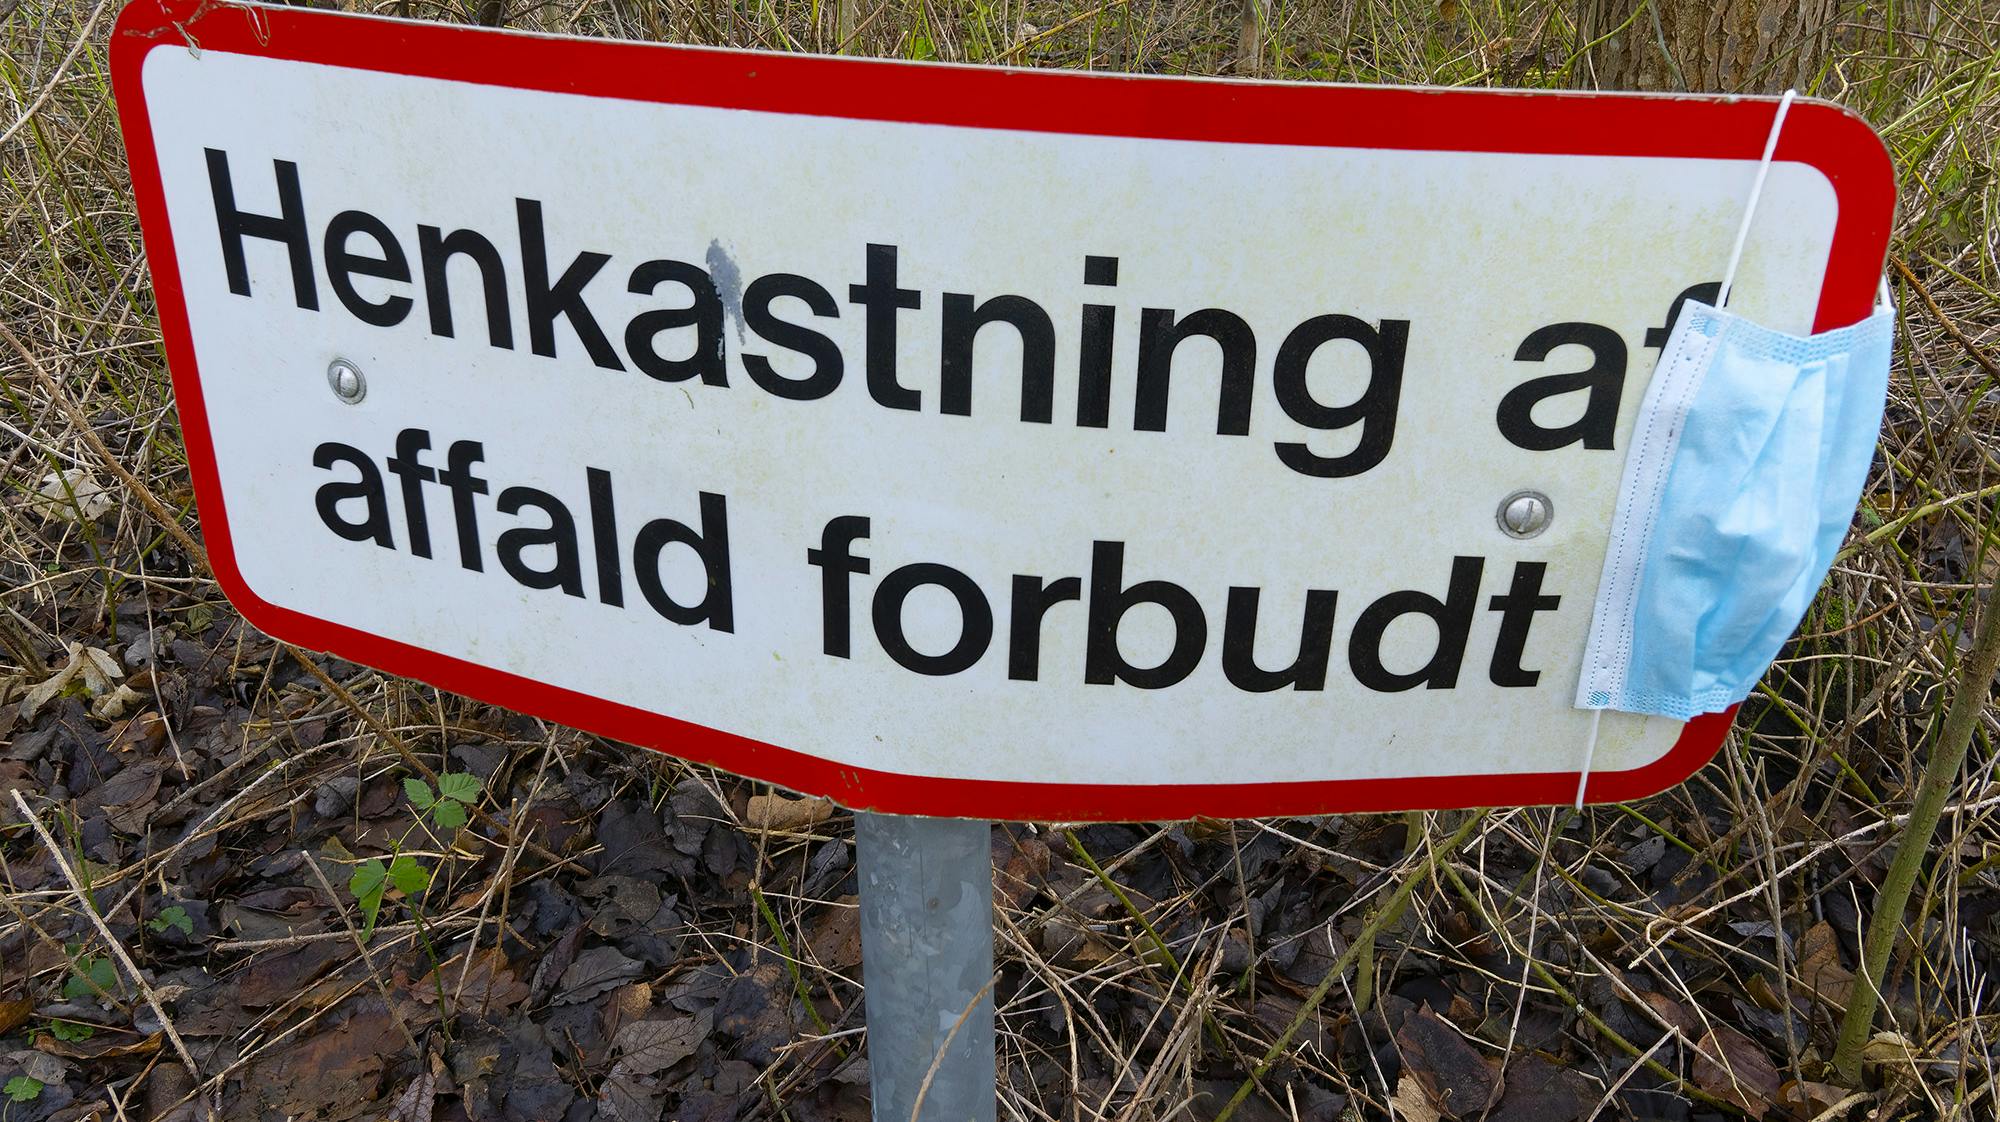 Henkastning af
affald forbudt